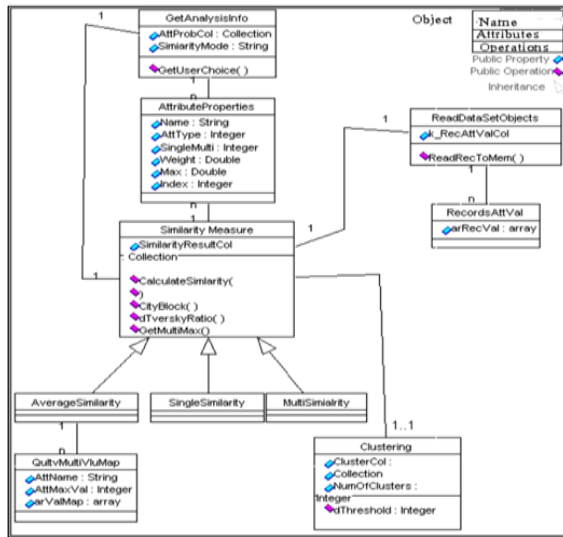 1
GetAnalysisInfo
AttProbCol : Collection
SimiarityMode : String
GetUserChoice( )
1
n
AttributeProperties
Name : String
AttType : Integer
SingleMulti : Integer
Weight : Double
Max : Double
Index : Integer
n
1
Similarity Measure
SimilarityResultCol
: Collection
CalculateSimlarity(
)
CityBlock( )
dTverskyRatio( )
GetMultiMax()
1
1
1
Object
Name
Attributes
Operations
Public Property
Public Operation
Inheritance
ReadDataSetObjects
k_RecAttValCol
ReadRecToMem( )
1
n
RecordsAttVal
arRecVal : array
AverageSimilarity
SingleSimilarity
MultiSimialrity
1
n
QultvMultiVluMap
AttName : String
AttMaxVal : Integer
arValMap : array
1..1
Clustering
ClusterCol :
Collection
NumOfClusters :
Integer
dThreshold : Integer